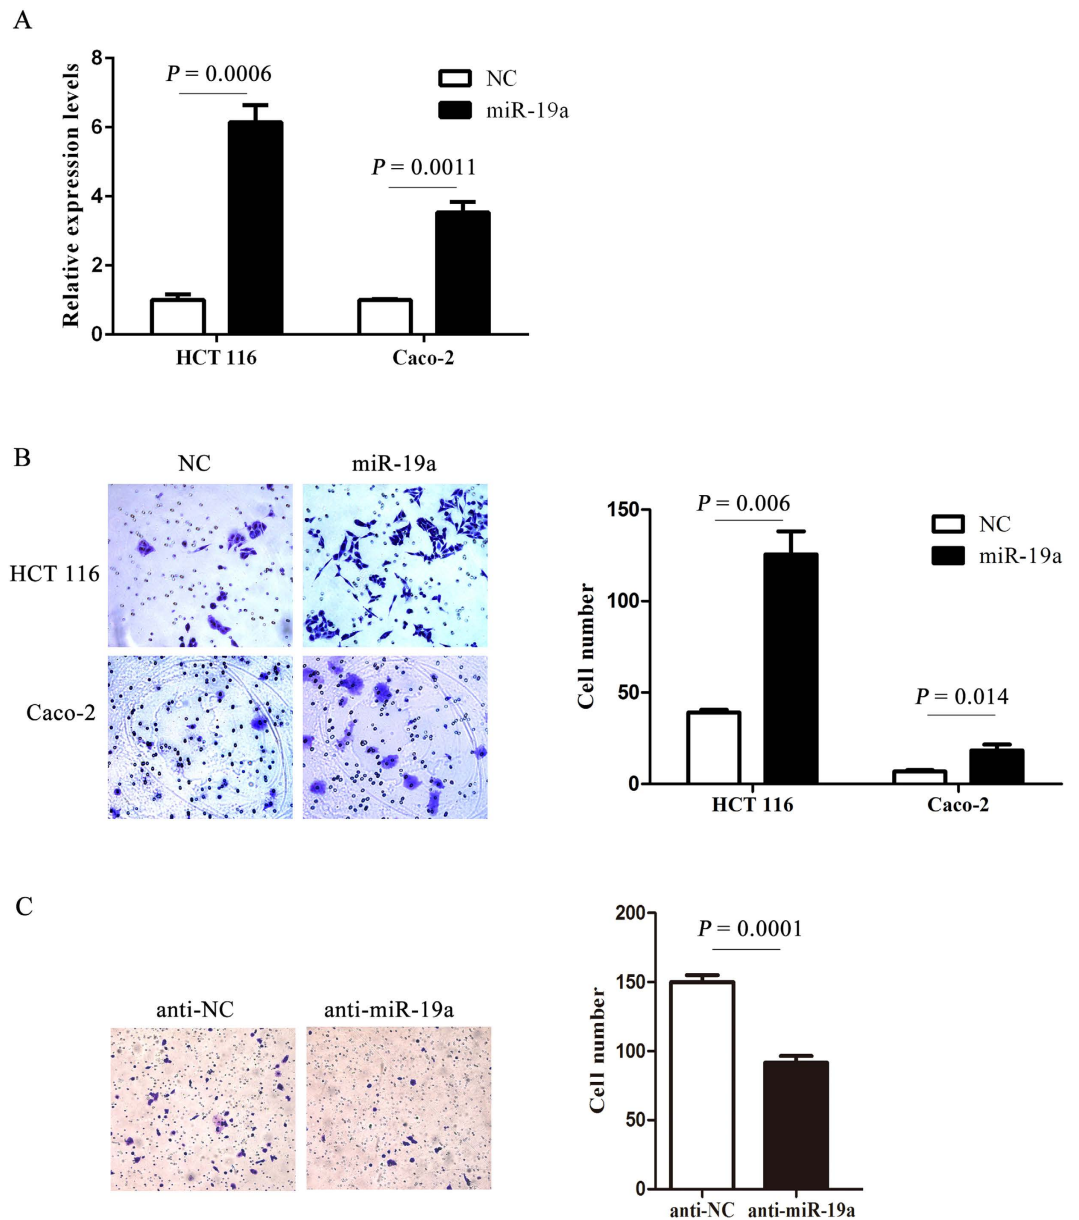 A
Relative expression levels
8
6
4
2
0
P = 0.0006
P = 0.0011
NC
miR-19a
HCT 116
Caco-2
B
NC
miR-19a
HCT 116
Caco-2
Cell number
150
100
50
0
P = 0.006
P = 0.014
NC
miR-19a
HCT 116
Caco-2
C
anti-NC
anti-miR-19a
Cell number
200
150
100
50
0
P = 0.0001
anti-NC
anti-miR-19a